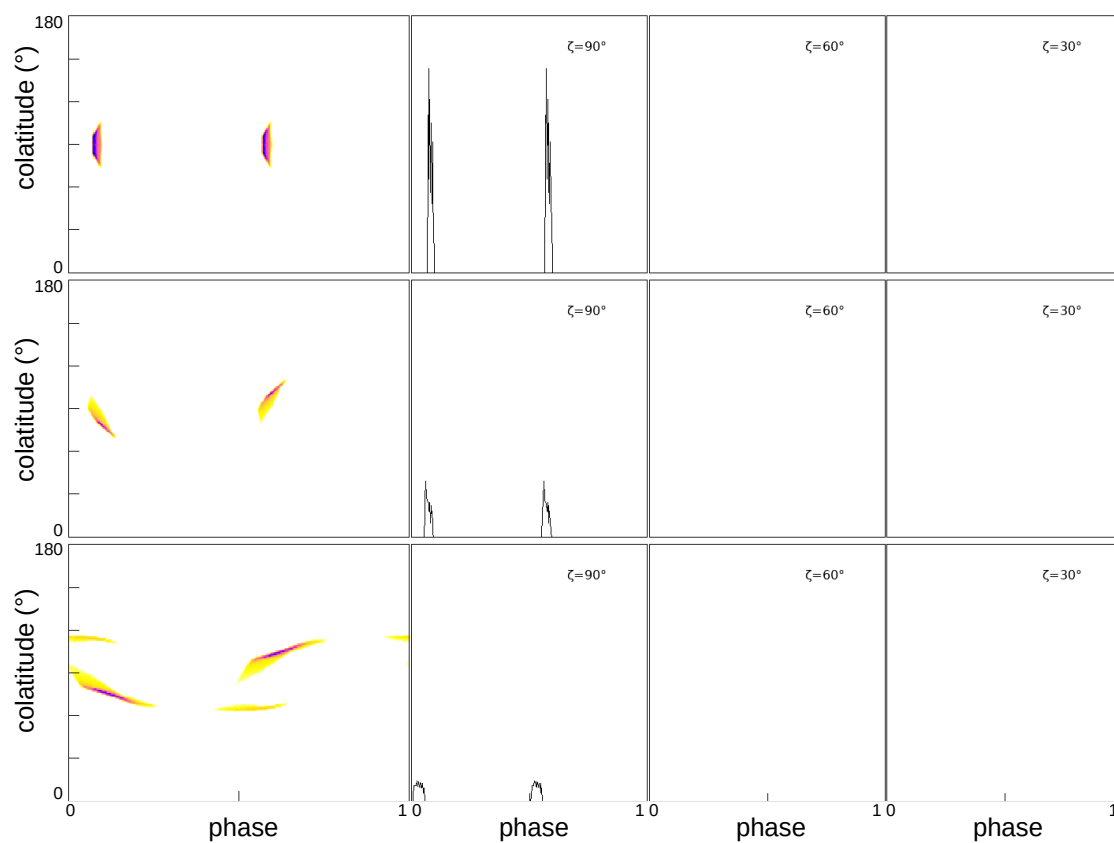 180
colatitude (°)
0
ζ=90°
ζ=60°
ζ=30°
180
colatitude (°)
0
ζ=90°
ζ=60°
ζ=30°
180
colatitude (°)
0
ζ=90°
ζ=60°
ζ=30°
0 1 0 1 0 1 0 1
phase phase phase phase